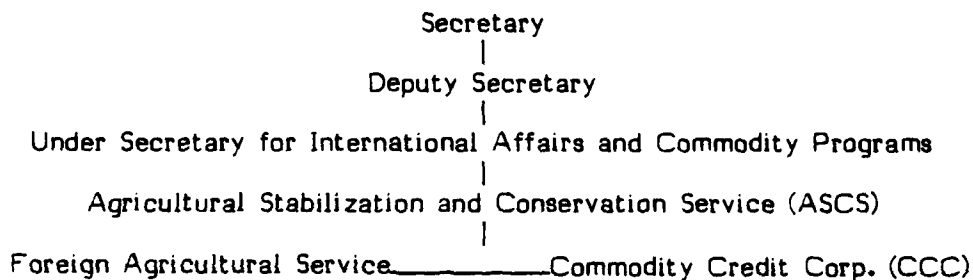 Secretary
Deputy Secretary
Under Secretary for International Affairs and Commodity Programs
Agricultural Stabilization and Conservation Service (ASCS)
Foreign Agricultural Service Commodity Credit Corp. (CCC)